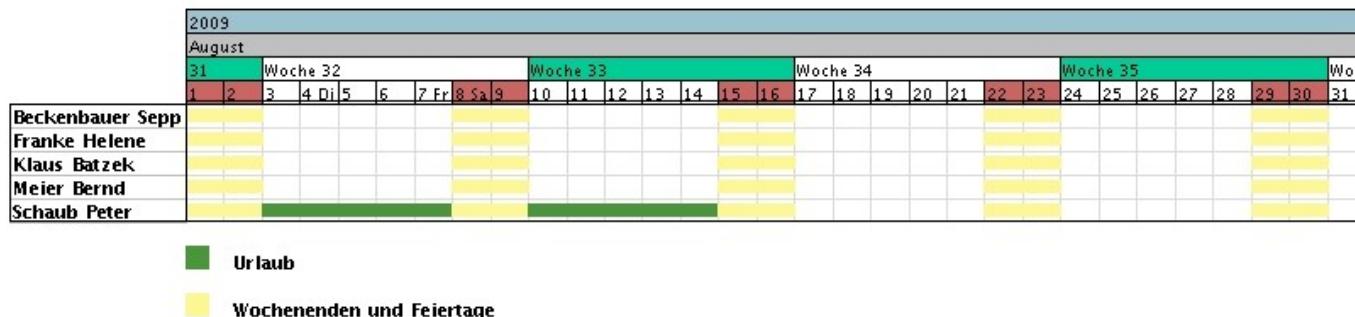 2009
August
31 Woche 32 Woche 33 Woche 34 Woche 35 Wo
1 2 3 4 Di 5 6 7 Fr 8 Sa 9 10 11 12 13 14 15 16 17 18 19 20 21 22 23 24 25 26 27 28 29 30 31
Beckenbauer Sepp
Franke Helene
Klaus Batzek
Meier Bernd
Schaub Peter
Urlaub
Wochenenden und Feiertage